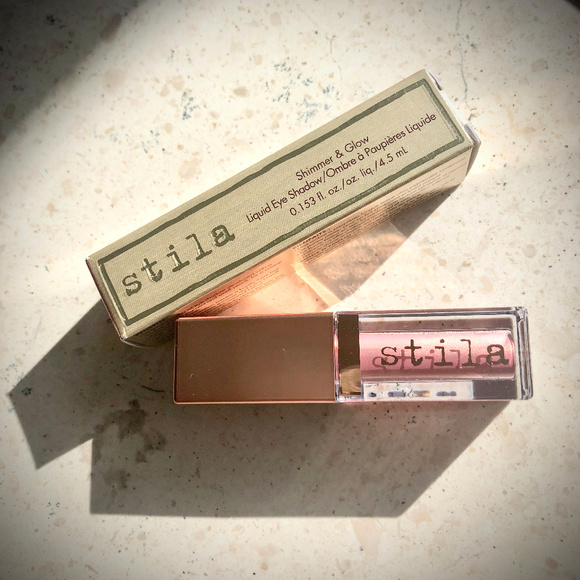 stila
Shimmer & Glow
Liquid Eye Shadow/Ombre à Paupières Liquide
0.153 fl. oz./oz. liq./4.5 mL
stila